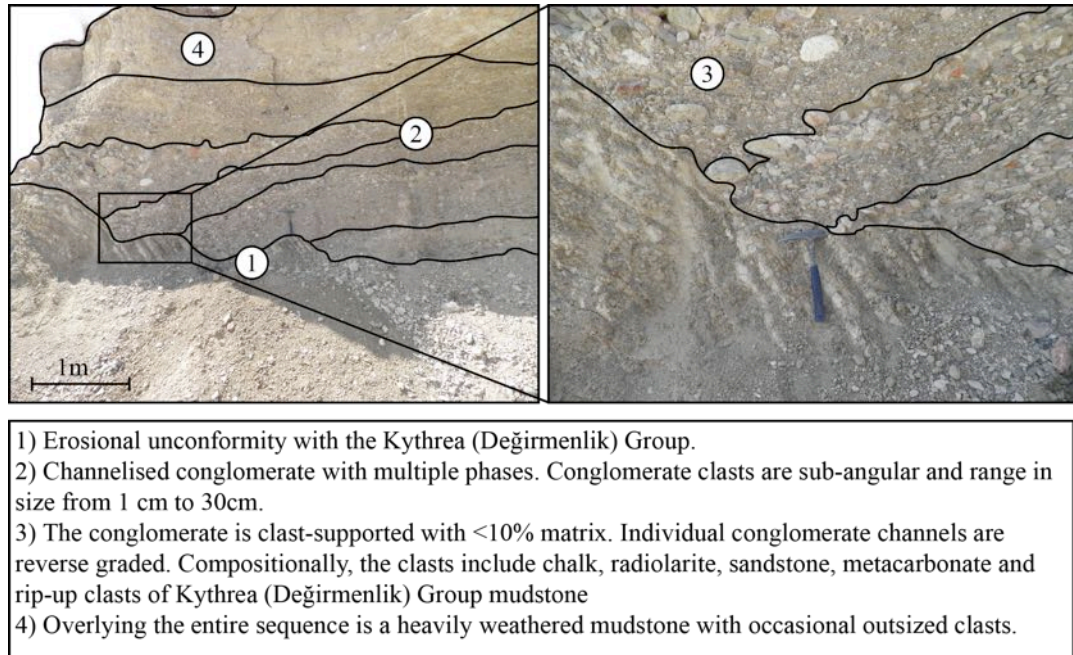 4
2
1
1m
3
1) Erosional unconformity with the Kythrea (Değirmenlik) Group.
2) Channelised conglomerate with multiple phases. Conglomerate clasts are sub-angular and range in
size from 1 cm to 30cm.
3) The conglomerate is clast-supported with <10% matrix. Individual conglomerate channels are
reverse graded. Compositionally, the clasts include chalk, radiolarite, sandstone, metacarbonate and
rip-up clasts of Kythrea (Değirmenlik) Group mudstone
4) Overlying the entire sequence is a heavily weathered mudstone with occasional outsized clasts.